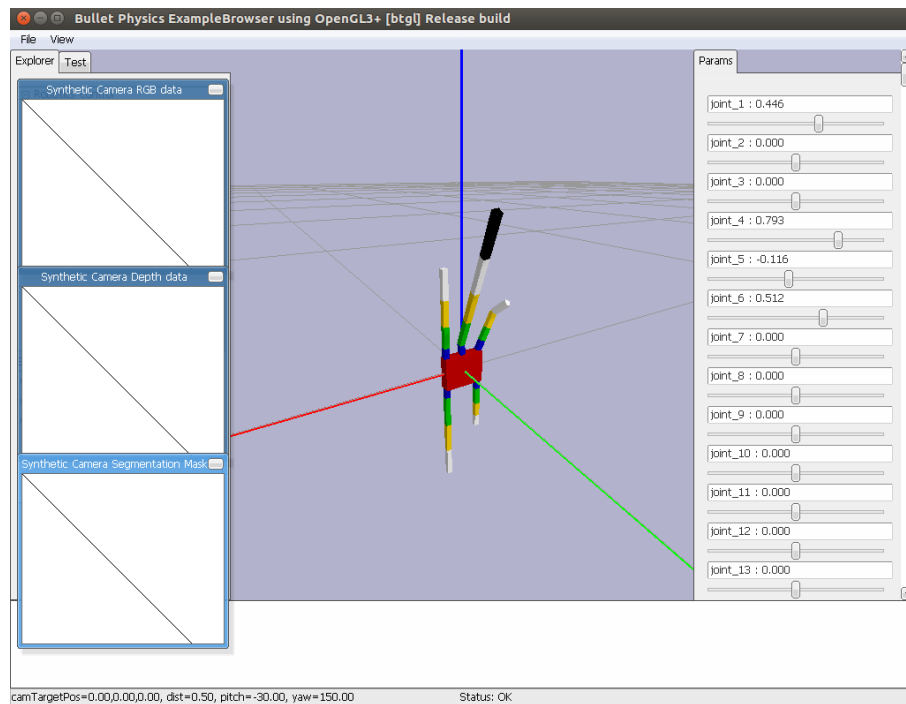 Bullet Physics ExampleBrowser using OpenGL3+ [btgl] Release build
File View
Explorer Test
Params
Synthetic Camera RGB data
Synthetic Camera Depth data
Synthetic Camera Segmentation Mask
joint_1 : 0.446
joint_2 : 0.000
joint_3 : 0.000
joint_4 : 0.793
joint_5 : -0.116
joint_6 : 0.512
joint_7 : 0.000
joint_8 : 0.000
joint_9 : 0.000
joint_10 : 0.000
joint_11 : 0.000
joint_12 : 0.000
joint_13 : 0.000
camTargetPos=0.00,0.00,0.00, dist=0.50, pitch=-30.00, yaw=150.00 Status: OK